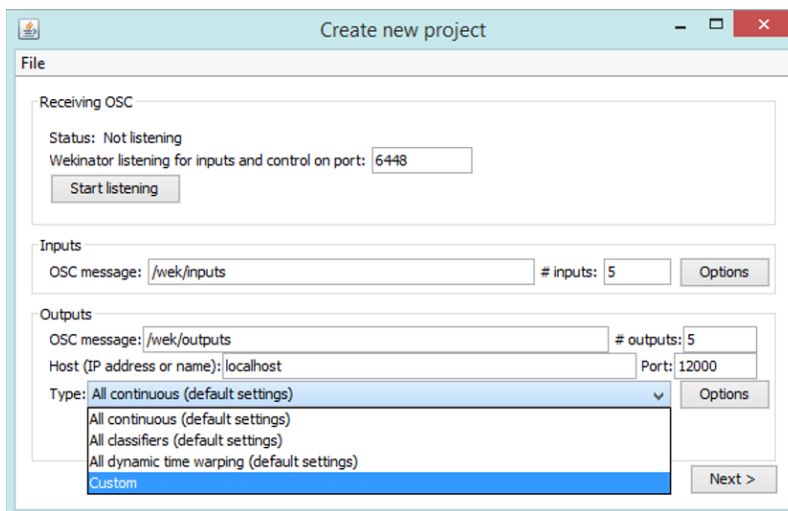 Create new project
File
Receiving OSC
Status: Not listening
Wekinator listening for inputs and control on port: 6448
Start listening
Inputs
OSC message: /wek/inputs # inputs: 5 Options
Outputs
OSC message: /wek/outputs # outputs: 5
Host (IP address or name): localhost Port: 12000
Type: All continuous (default settings) Options
All continuous (default settings)
All classifiers (default settings)
All dynamic time warping (default settings)
Custom
Next >